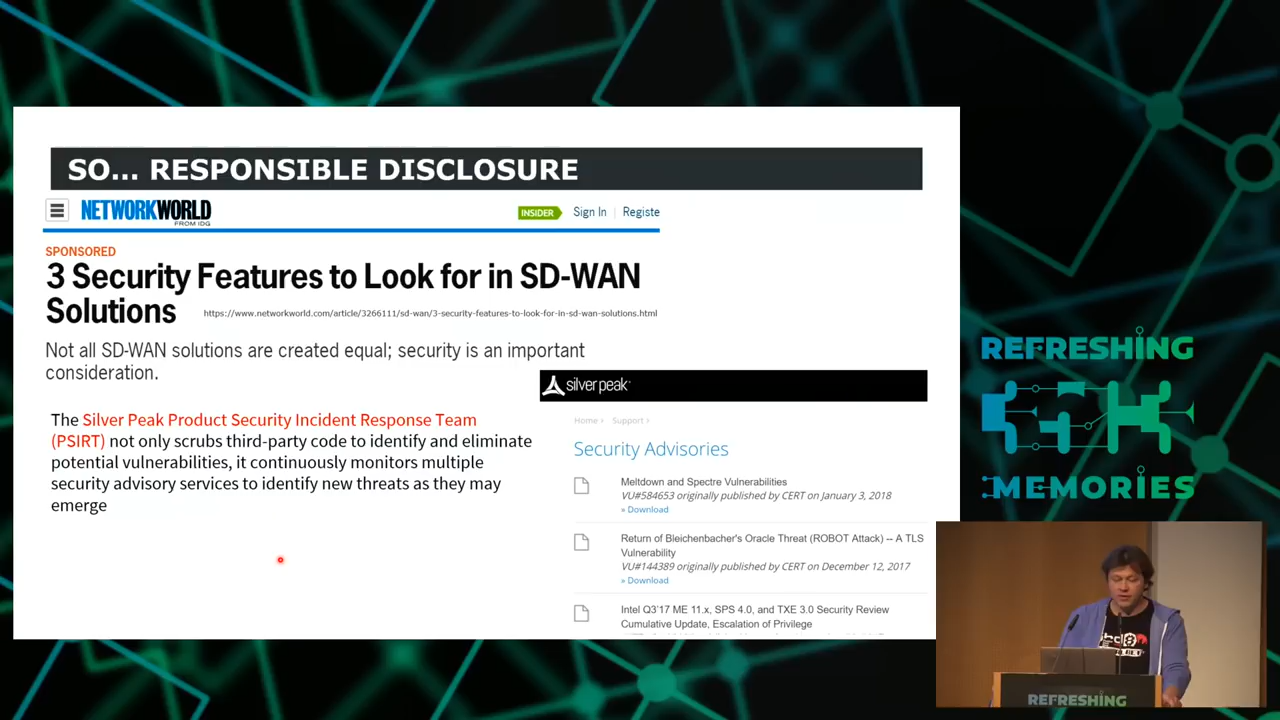 SO... RESPONSIBLE DISCLOSURE
NETWORKWORLD
FROM IDG
INSIDER
Sign In | Registe
SPONSORED
3 Security Features to Look for in SD-WAN
Solutions
https://www.networkworld.com/article/3266111/sd-wan/3-security-features-to-look-for-in-sd-wan-solutions.html
Not all SD-WAN solutions are created equal; security is an important
consideration.
The Silver Peak Product Security Incident Response Team
(PSIRT) not only scrubs third-party code to identify and eliminate
potential vulnerabilities, it continuously monitors multiple
security advisory services to identify new threats as they may
emerge
silver peak
Home › Support ›
Security Advisories
Meltdown and Spectre Vulnerabilities
VU#584653 originally published by CERT on January 3, 2018
» Download
Return of Bleichenbacher's Oracle Threat (ROBOT Attack) -- A TLS
Vulnerability
VU#144389 originally published by CERT on December 12, 2017
» Download
Intel Q3'17 ME 11.x, SPS 4.0, and TXE 3.0 Security Review
Cumulative Update, Escalation of Privilege
REFRESHING
MEMORIES
REFRESHING